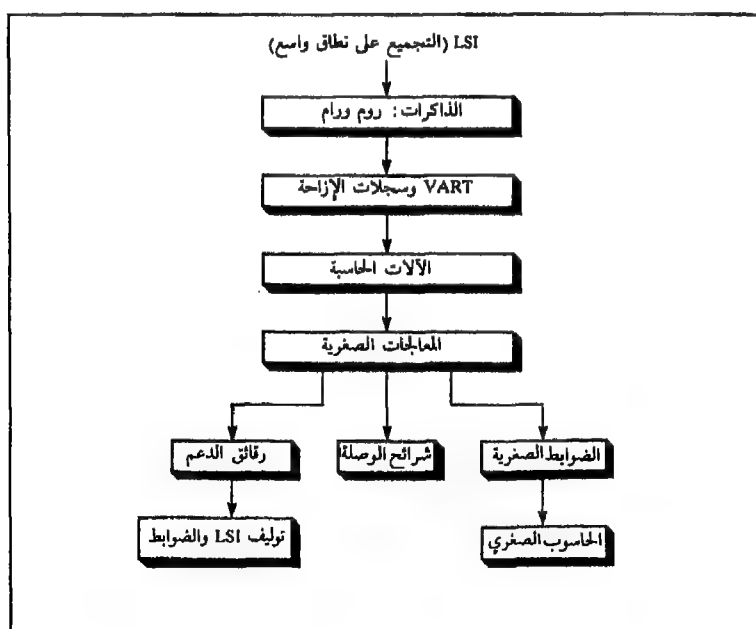 LSI (التجميع على نطاق واسع)
الذاكرات : روم ورام
VART وسجلات الإزاحة
الآلات الحاسبة
المعالجات الصغرية
الضوابط الصغرية
شرائح الوصلة
رقائق الدعم
الحاسوب الصغري
توليف LSI والضوابط